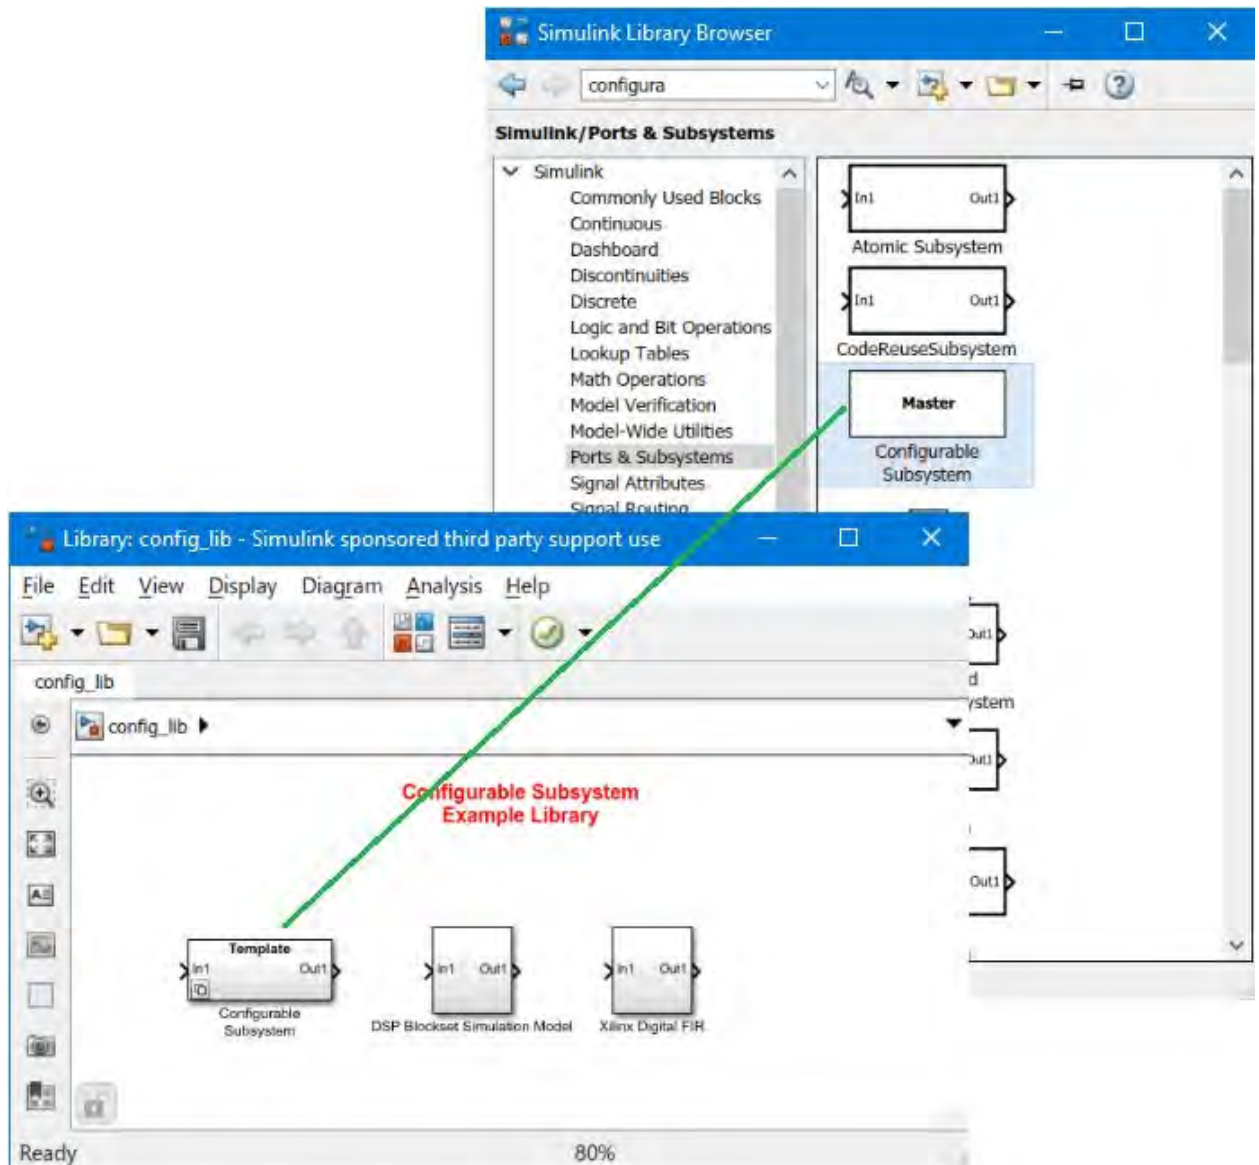 Simulink Library Browser
configura
Simulink/Ports & Subsystems
Simulink
Commonly Used Blocks
Continuous
Dashboard
Discontinuities
Discrete
Logic and Bit Operations
Lookup Tables
Math Operations
Model Verification
Model-Wide Utilities
Ports & Subsystems
Signal Attributes
Signal Routing
In1 Out1
Atomic Subsystem
In1 Out1
CodeReuseSubsystem
Master
Configurable
Subsystem
Out1
d
ystem
Out1
Out1
Library: config_lib - Simulink sponsored third party support use
File Edit View Display Diagram Analysis Help
config_lib
config_lib
Configurable Subsystem
Example Library
Template
In1 Out1
Configurable
Subsystem
In1 Out1
DSP Blockset Simulation Model
In1 Out1
Xilinx Digital FIR
Ready 80%